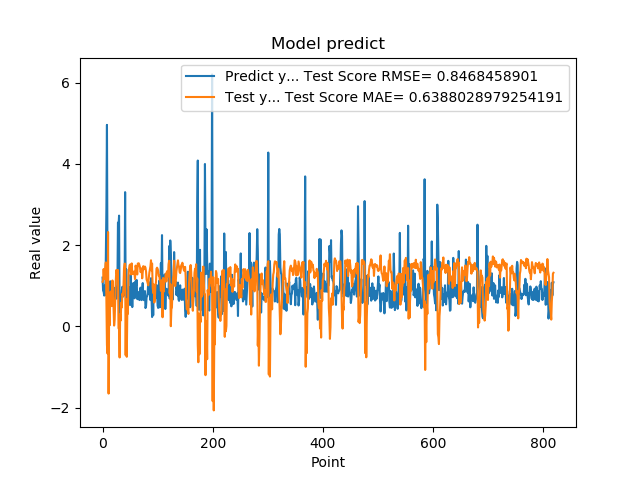 Model predict
Predict y... Test Score RMSE= 0.8468458901
Test y... Test Score MAE= 0.6388028979254191
Real value
6
4
2
0
−2
0 200 400 600 800
Point